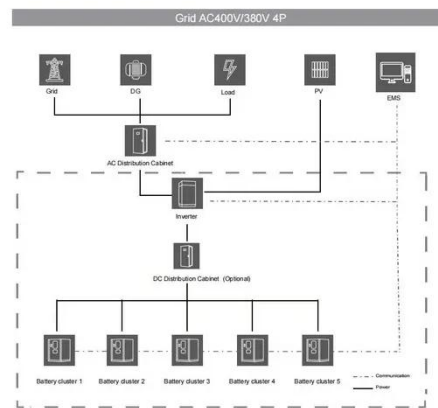 Grid AC400V/380V 4P
Grid
DG
Load
PV
EMS
AC Distribution Cabinet
Inverter
DC Distribution Cabinet (Optional)
Battery cluster 1
Battery cluster 2
Battery cluster 3
Battery cluster 4
Battery cluster 5
Communication
Power